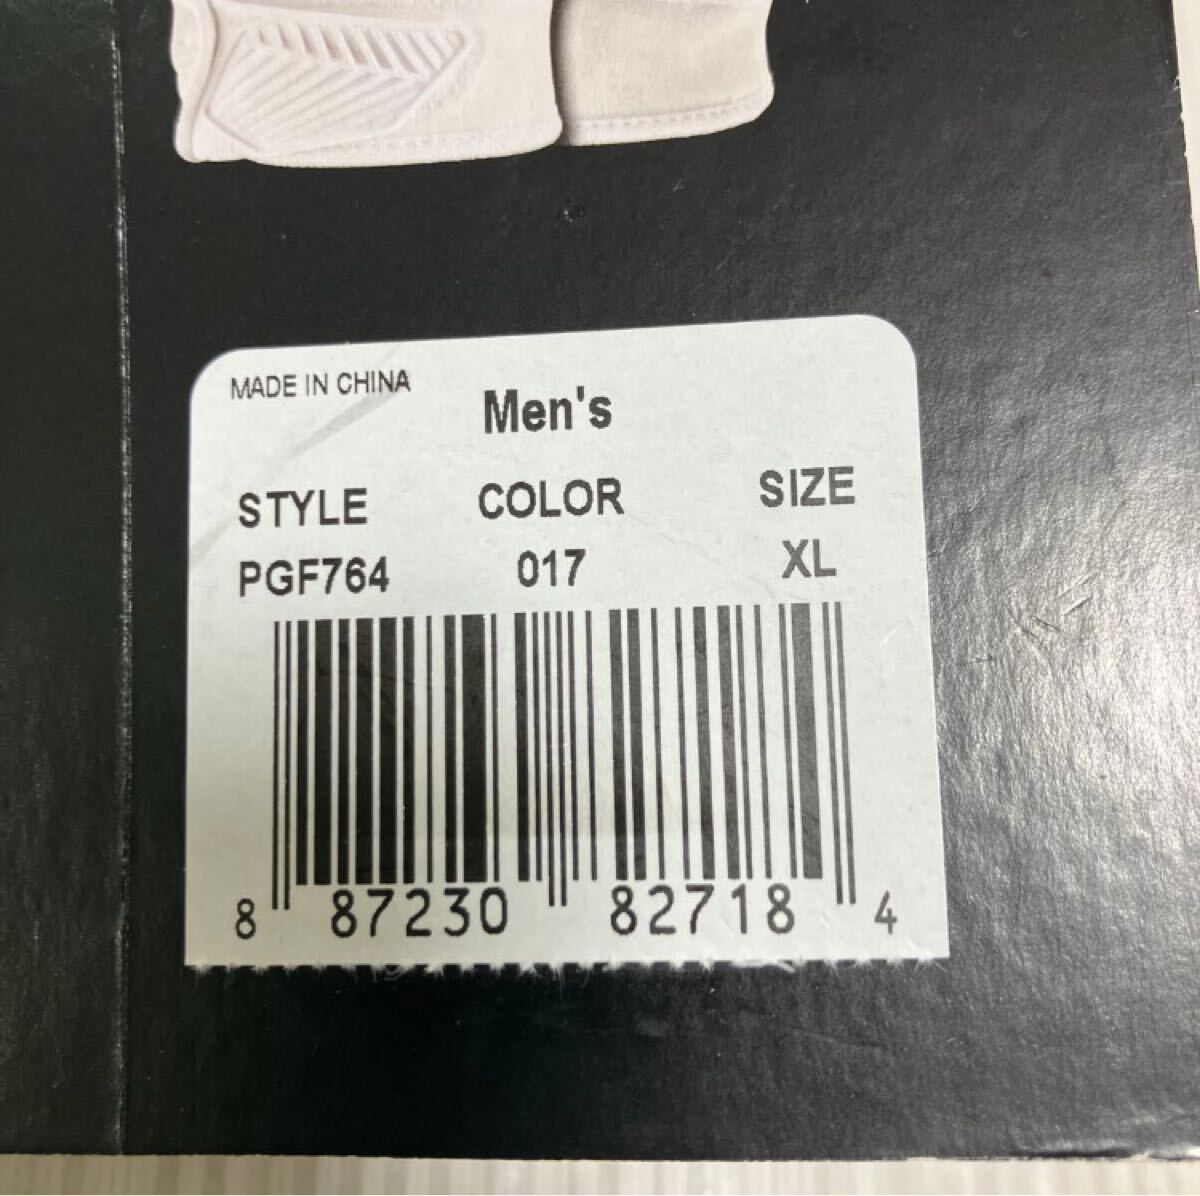 MADE IN CHINA
Men's
STYLE COLOR SIZE
PGF764 017 XL
8 87230 82718 4